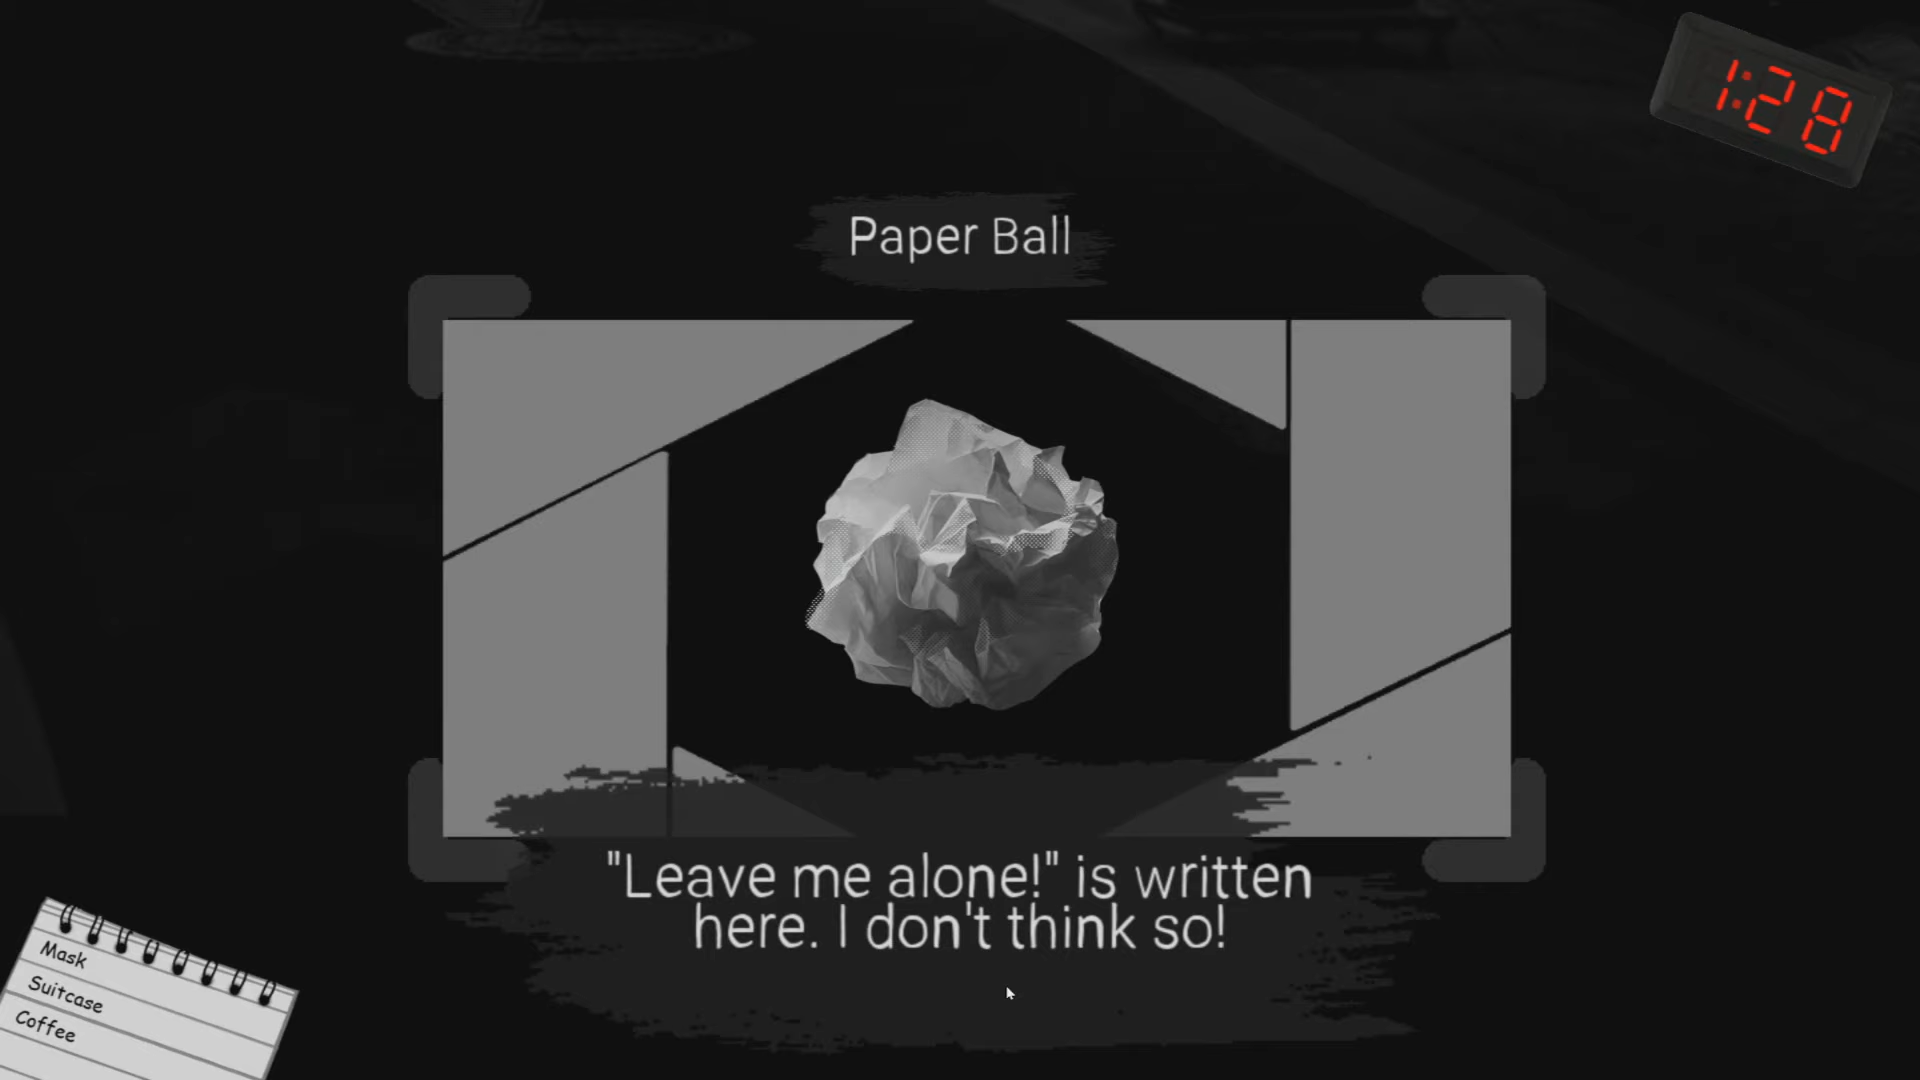 1:28
Paper Ball
"Leave me alone!" is written
here. I don't think so!
Mask
Suitcase
Coffee